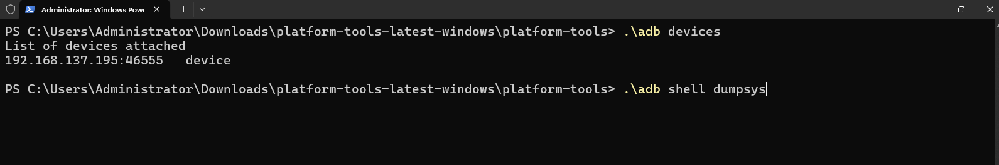 Administrator: Windows Powe
PS C:\Users\Administrator\Downloads\platform-tools-latest-windows\platform-tools> .\adb devices
List of devices attached
192.168.137.195:46555   device
PS C:\Users\Administrator\Downloads\platform-tools-latest-windows\platform-tools> .\adb shell dumpsys